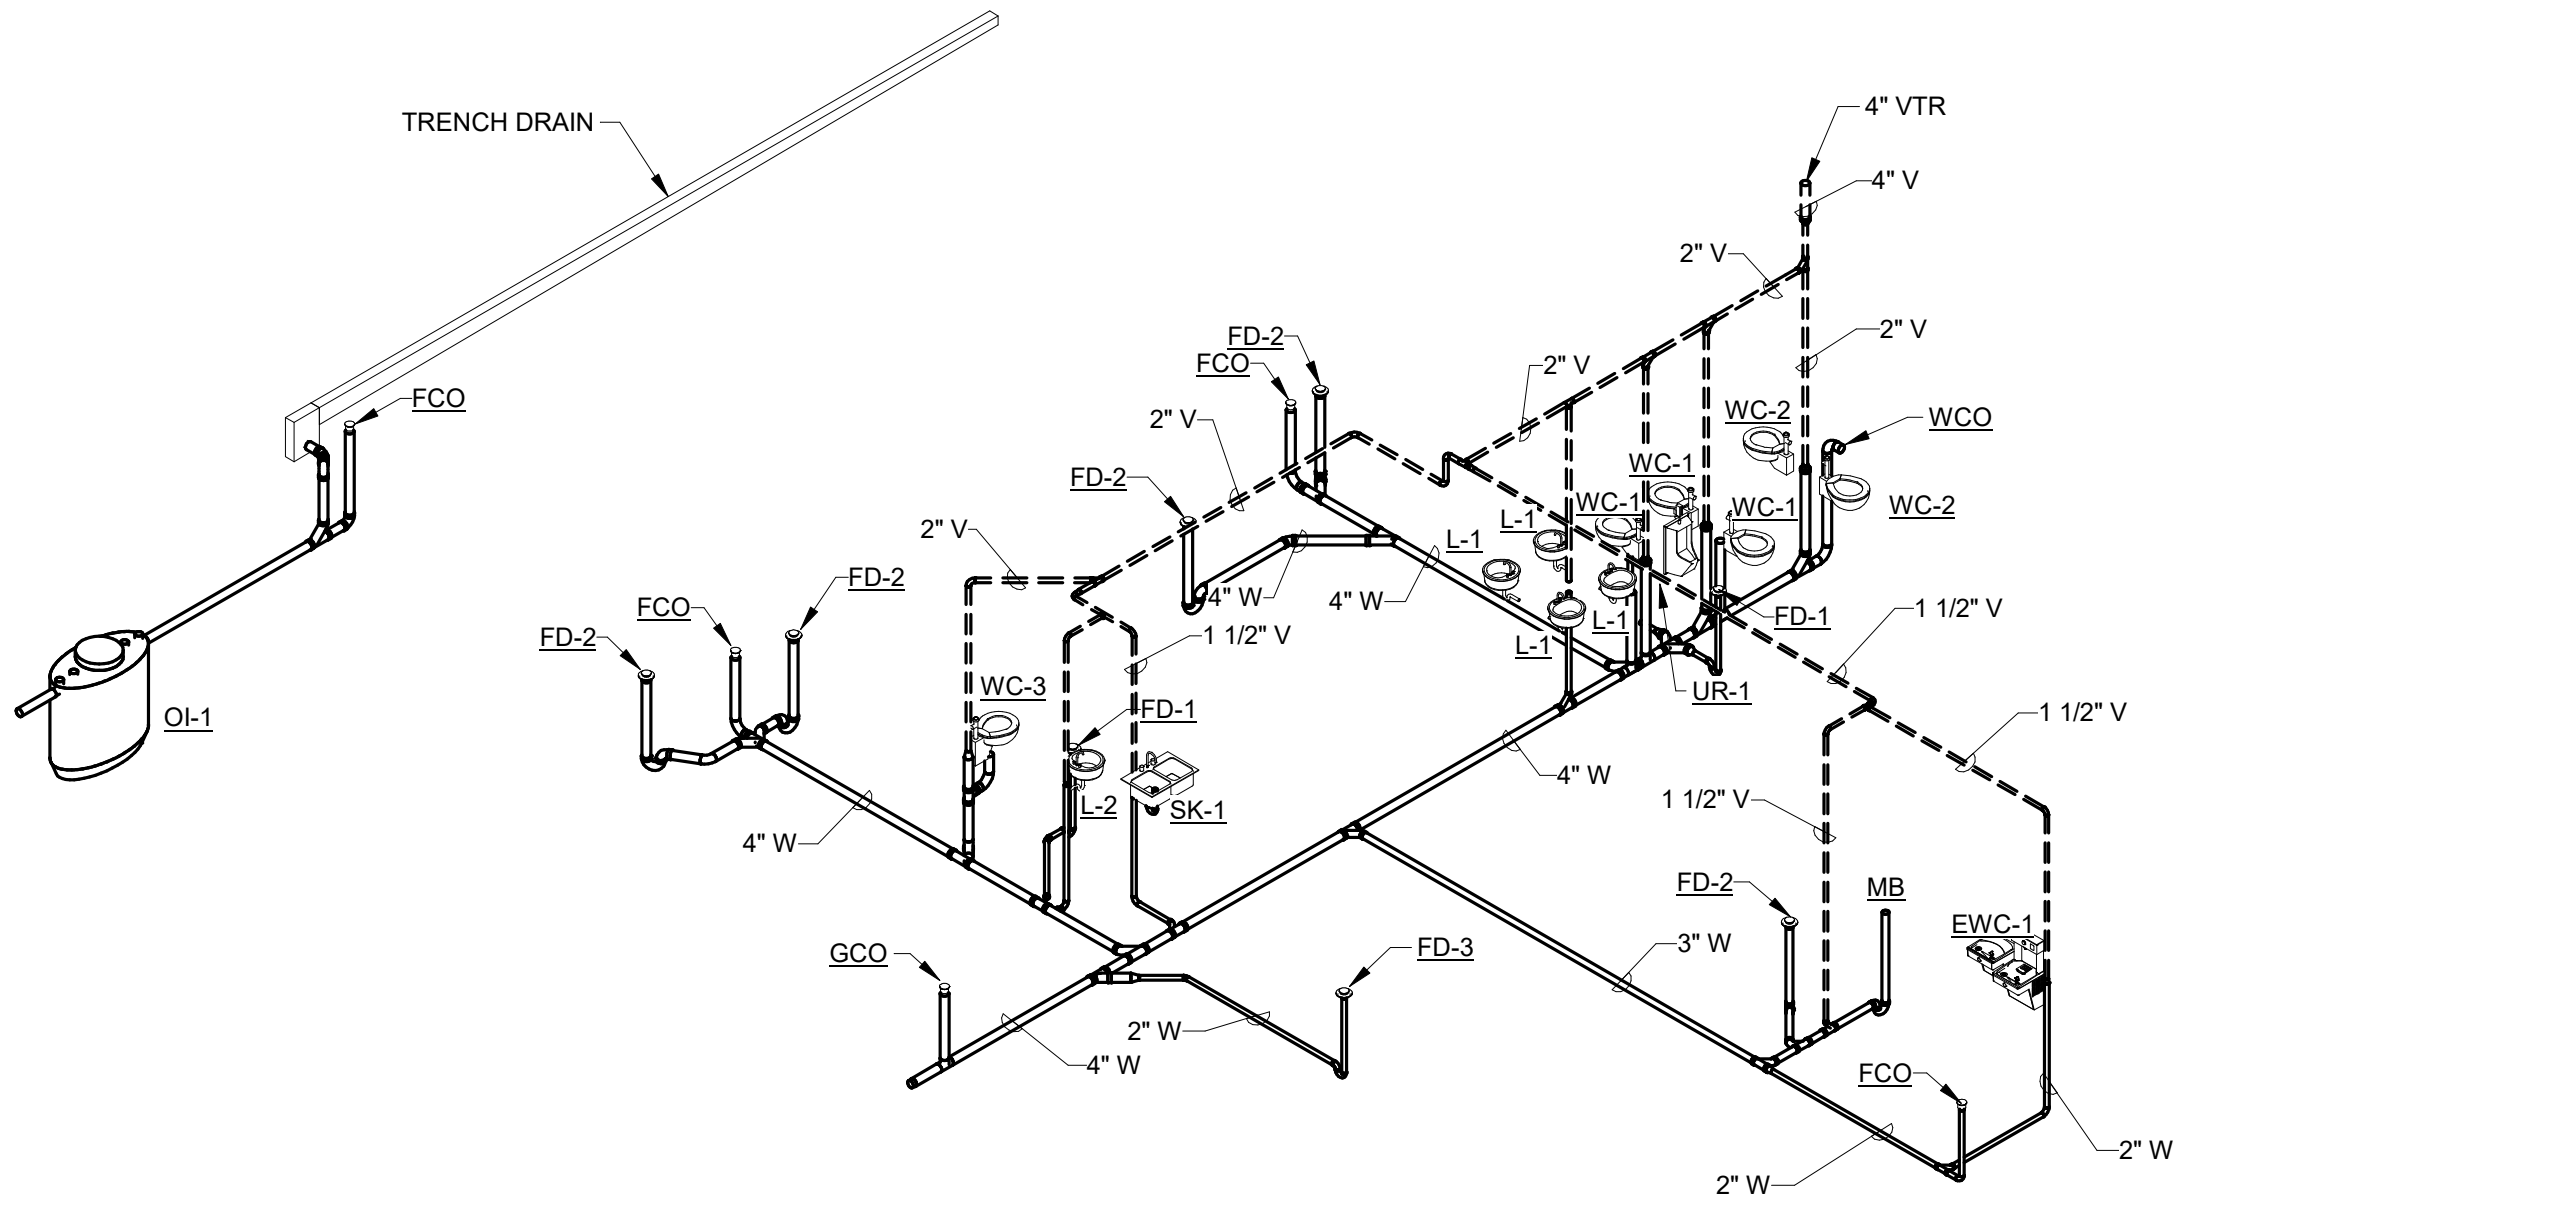 4" VTR
TRENCH DRAIN
4" V
2" V
2" V
FD-2
FCO
2" V
FCO
2" V
WC-2
WCO
WC-1
FD-2
WC-1
WC-1
WC-2
L-1
2" V
L-1
FD-2
4" W
4" W
FCO
FD-1
1 1/2" V
FD-2
1 1/2" V
L-1
L-1
WC-3
UR-1
OI-1
FD-1
1 1/2" V
4" W
1 1/2" V
L-2
SK-1
4" W
FD-2
MB
EWC-1
3" W
GCO
FD-3
2" W
4" W
FCO
2" W
2" W